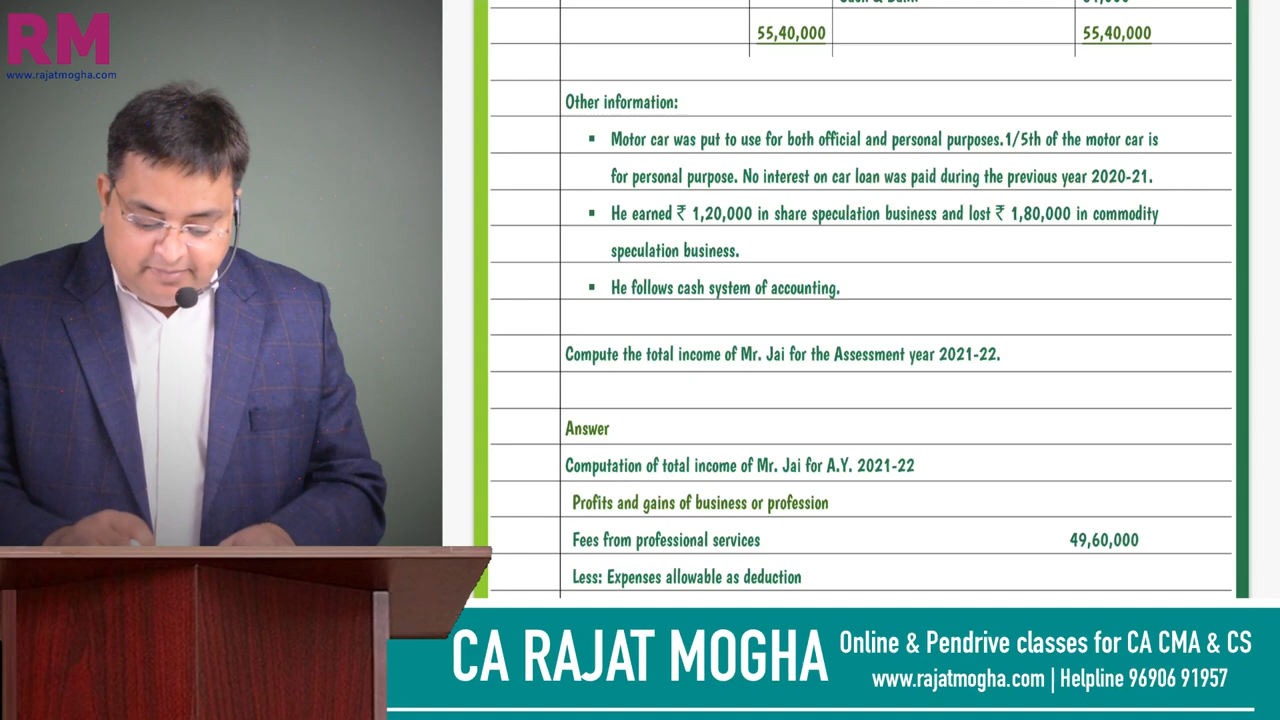 RM
www.rajatmogha.com
55,40,000 55,40,000
Other information:
▪ Motor car was put to use for both official and personal purposes.1/5th of the motor car is
for personal purpose. No interest on car loan was paid during the previous year 2020-21.
▪ He earned ₹ 1,20,000 in share speculation business and lost ₹ 1,80,000 in commodity
speculation business.
▪ He follows cash system of accounting.
Compute the total income of Mr. Jai for the Assessment year 2021-22.
Answer
Computation of total income of Mr. Jai for A.Y. 2021-22
Profits and gains of business or profession
Fees from professional services 49,60,000
Less: Expenses allowable as deduction
CA RAJAT MOGHA
Online & Pendrive classes for CA CMA & CS
www.rajatmogha.com | Helpline 96906 91957